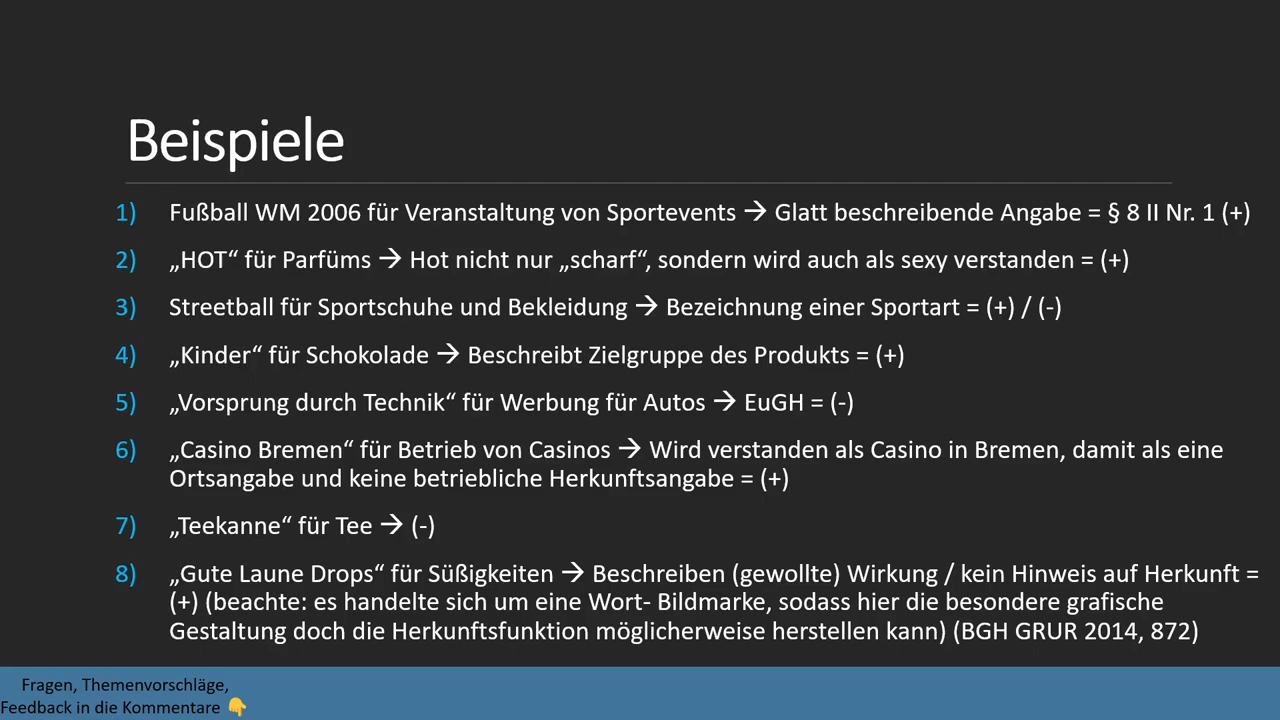 Beispiele
1) Fußball WM 2006 für Veranstaltung von Sportevents → Glatt beschreibende Angabe = § 8 II Nr. 1 (+)
2) „HOT“ für Parfüms → Hot nicht nur „scharf“, sondern wird auch als sexy verstanden = (+)
3) Streetball für Sportschuhe und Bekleidung → Bezeichnung einer Sportart = (+) / (-)
4) „Kinder“ für Schokolade → Beschreibt Zielgruppe des Produkts = (+)
5) „Vorsprung durch Technik“ für Werbung für Autos → EuGH = (-)
6) „Casino Bremen“ für Betrieb von Casinos → Wird verstanden als Casino in Bremen, damit als eine
Ortsangabe und keine betriebliche Herkunftsangabe = (+)
7) „Teekanne“ für Tee → (-)
8) „Gute Laune Drops“ für Süßigkeiten → Beschreiben (gewollte) Wirkung / kein Hinweis auf Herkunft =
(+) (beachte: es handelte sich um eine Wort- Bildmarke, sodass hier die besondere grafische
Gestaltung doch die Herkunftsfunktion möglicherweise herstellen kann) (BGH GRUR 2014, 872)
Fragen, Themenvorschläge,
Feedback in die Kommentare 👇